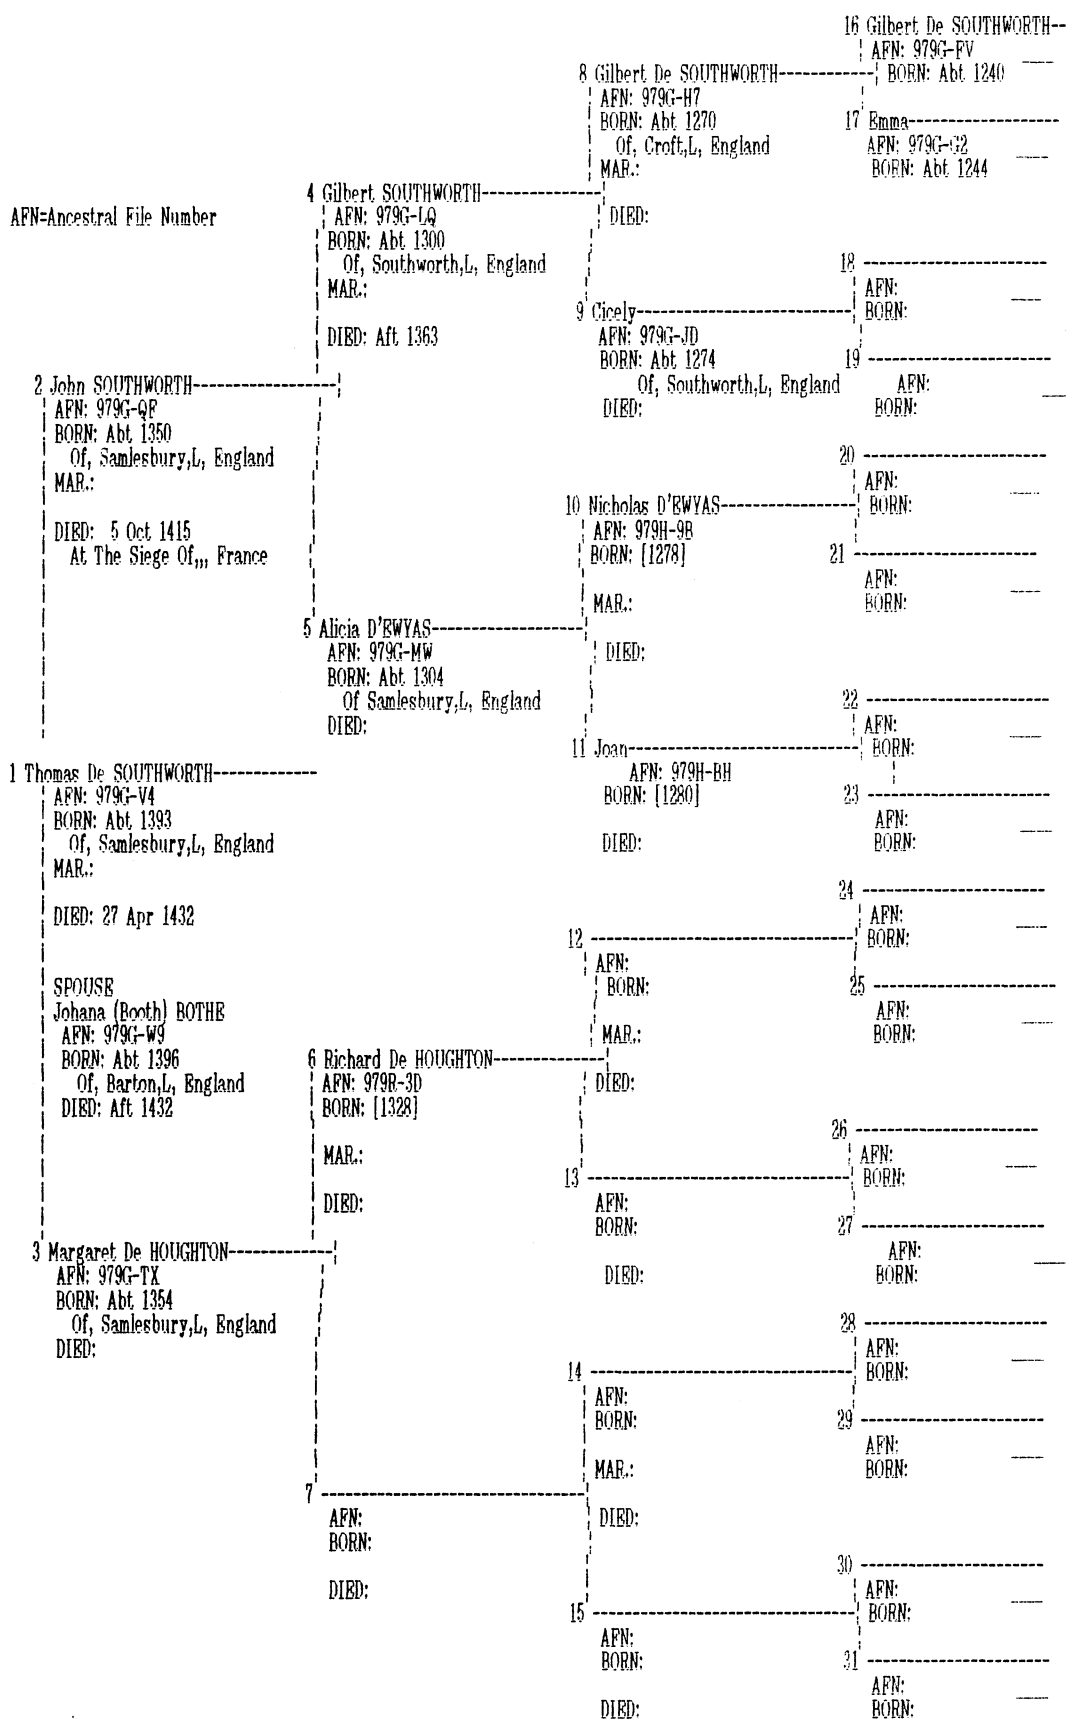 AFN=Ancestral File Number
1 Thomas De SOUTHWORTH
AFN: 979G-V4
BORN: Abt 1393
Of, Samlesbury,L, England
MAR.:
DIED: 27 Apr 1432
SPOUSE
Johana (Booth) BOTHE
AFN: 979G-W9
BORN: Abt 1396
Of, Barton,L, England
DIED: Aft 1432
2 John SOUTHWORTH
AFN: 979G-QF
BORN: Abt 1350
Of, Samlesbury,L, England
MAR.:
DIED: 5 Oct 1415
At The Siege Of,,, France
3 Margaret De HOUGHTON
AFN: 979G-TX
BORN: Abt 1354
Of, Samlesbury,L, England
DIED:
4 Gilbert SOUTHWORTH
AFN: 979G-LQ
BORN: Abt 1300
Of, Southworth,L, England
MAR.:
DIED: Aft 1363
5 Alicia D'EWYAS
AFN: 979G-MW
BORN: Abt 1304
Of Samlesbury,L, England
DIED:
6 Richard De HOUGHTON
AFN: 979R-3D
BORN: [1328]
MAR.:
DIED:
7
AFN:
BORN:
DIED:
8 Gilbert De SOUTHWORTH
AFN: 979G-H7
BORN: Abt 1270
Of, Croft,L, England
MAR.:
DIED:
9 Cicely
AFN: 979G-JD
BORN: Abt 1274
Of, Southworth,L, England
DIED:
10 Nicholas D'EWYAS
AFN: 979H-9B
BORN: [1278]
MAR.:
DIED:
11 Joan
AFN: 979H-BH
BORN: [1280]
DIED:
12
AFN:
BORN:
MAR.:
DIED:
13
AFN:
BORN:
DIED:
14
AFN:
BORN:
MAR.:
DIED:
15
AFN:
BORN:
DIED:
16 Gilbert De SOUTHWORTH
AFN: 979G-FV
BORN: Abt 1240
17 Emma
AFN: 979G-G2
BORN: Abt 1244
18
AFN:
BORN:
19
AFN:
BORN:
20
AFN:
BORN:
21
AFN:
BORN:
22
AFN:
BORN:
23
AFN:
BORN:
24
AFN:
BORN:
25
AFN:
BORN:
26
AFN:
BORN:
27
AFN:
BORN:
28
AFN:
BORN:
29
AFN:
BORN:
30
AFN:
BORN:
31
AFN:
BORN: